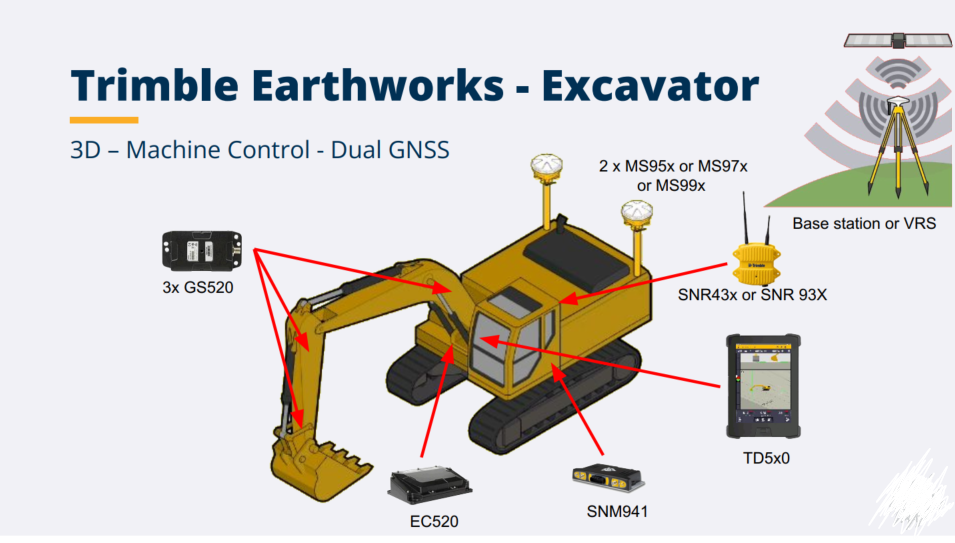 Trimble Earthworks - Excavator
3D – Machine Control - Dual GNSS
2 x MS95x or MS97x
or MS99x
Base station or VRS
3x GS520
SNR43x or SNR 93X
TD5x0
SNM941
EC520